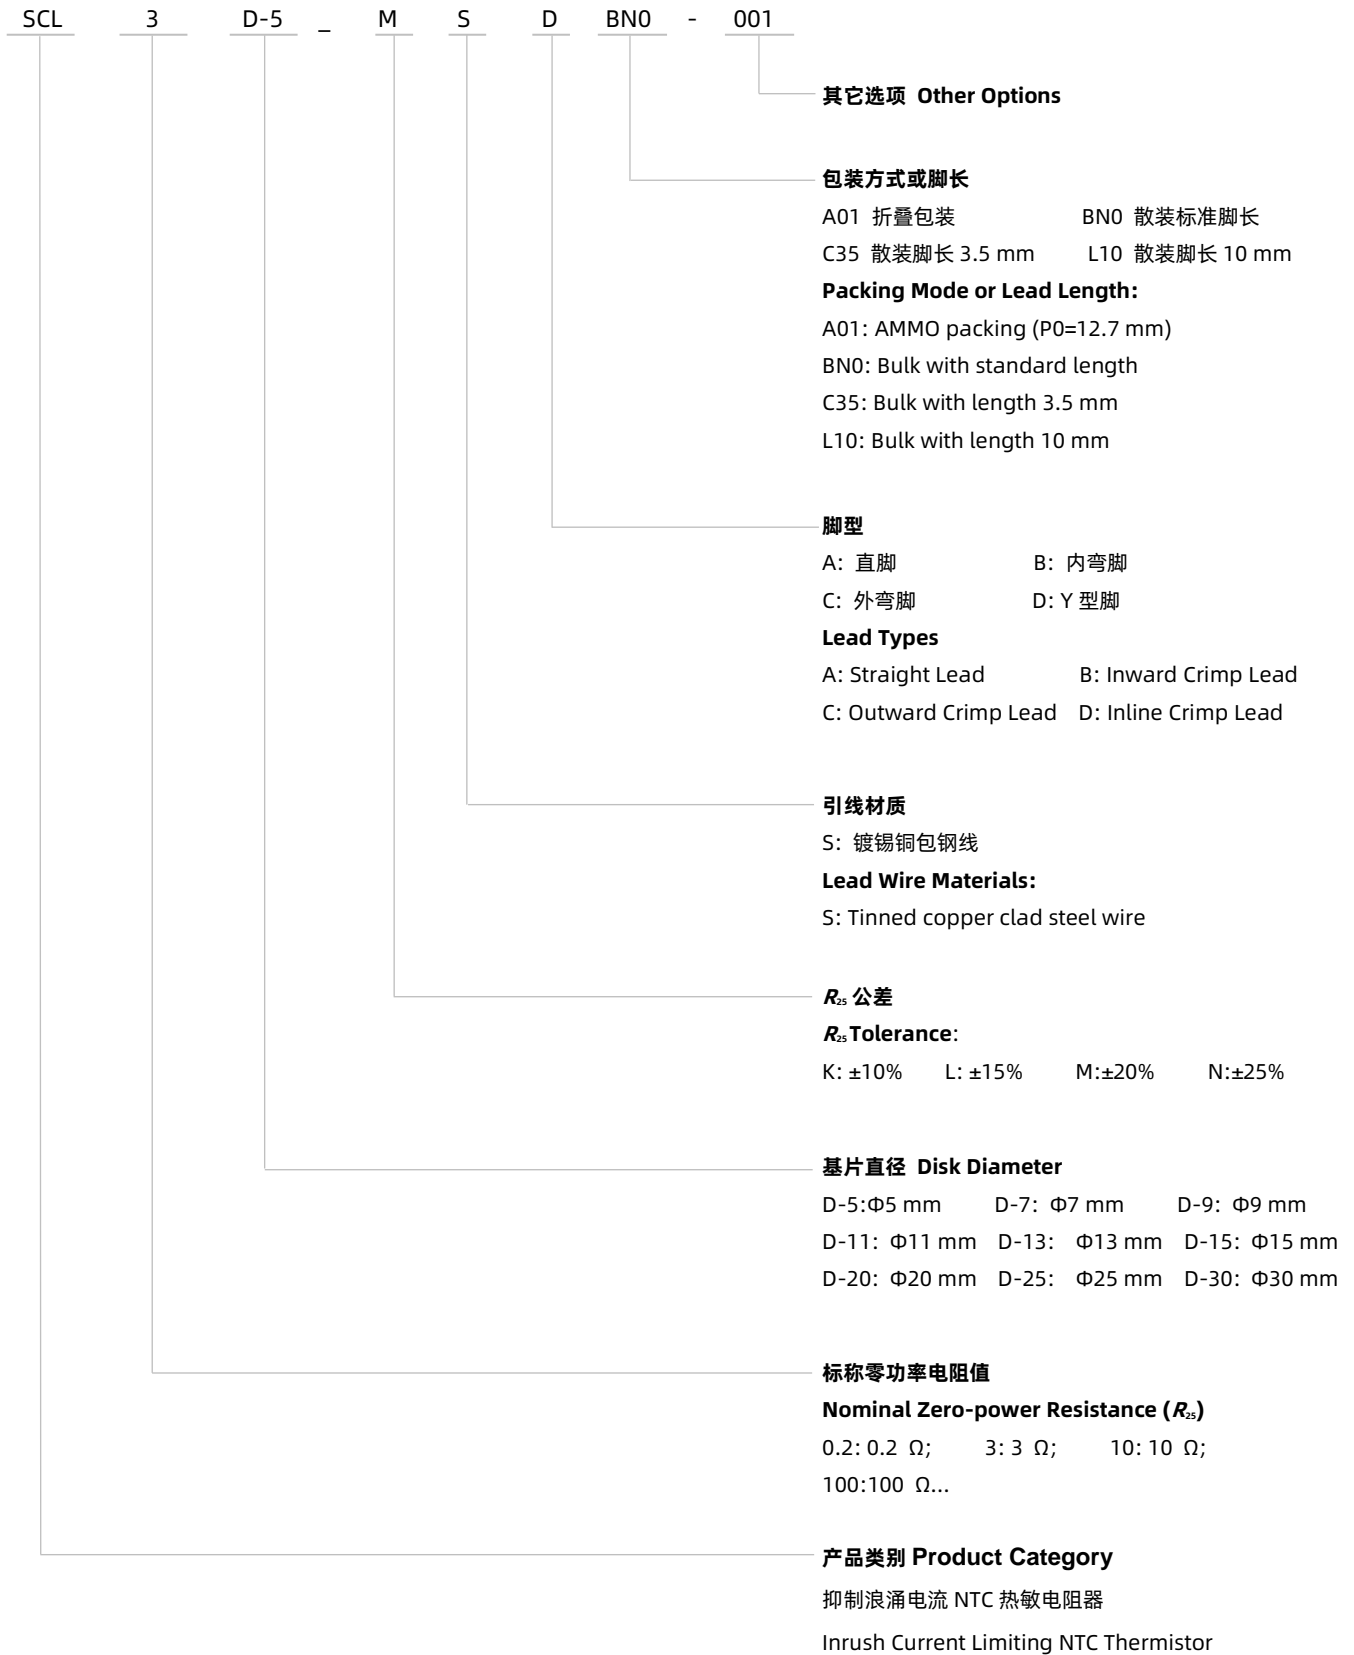 SCL 3 D-5 _ M S D BN0 - 001
其它选项 Other Options
包装方式或脚长
A01 折叠包装 BN0 散装标准脚长
C35 散装脚长 3.5 mm L10 散装脚长 10 mm
Packing Mode or Lead Length:
A01: AMMO packing (P0=12.7 mm)
BN0: Bulk with standard length
C35: Bulk with length 3.5 mm
L10: Bulk with length 10 mm
脚型
A: 直脚 B: 内弯脚
C: 外弯脚 D: Y 型脚
Lead Types
A: Straight Lead B: Inward Crimp Lead
C: Outward Crimp Lead D: Inline Crimp Lead
引线材质
S: 镀锡铜包钢线
Lead Wire Materials:
S: Tinned copper clad steel wire
R25 公差
R25 Tolerance:
K: ±10% L: ±15% M:±20% N:±25%
基片直径 Disk Diameter
D-5:Φ5 mm D-7: Φ7 mm D-9: Φ9 mm
D-11: Φ11 mm D-13: Φ13 mm D-15: Φ15 mm
D-20: Φ20 mm D-25: Φ25 mm D-30: Φ30 mm
标称零功率电阻值
Nominal Zero-power Resistance (R25)
0.2: 0.2 Ω; 3: 3 Ω; 10: 10 Ω;
100:100 Ω...
产品类别 Product Category
抑制浪涌电流 NTC 热敏电阻器
Inrush Current Limiting NTC Thermistor